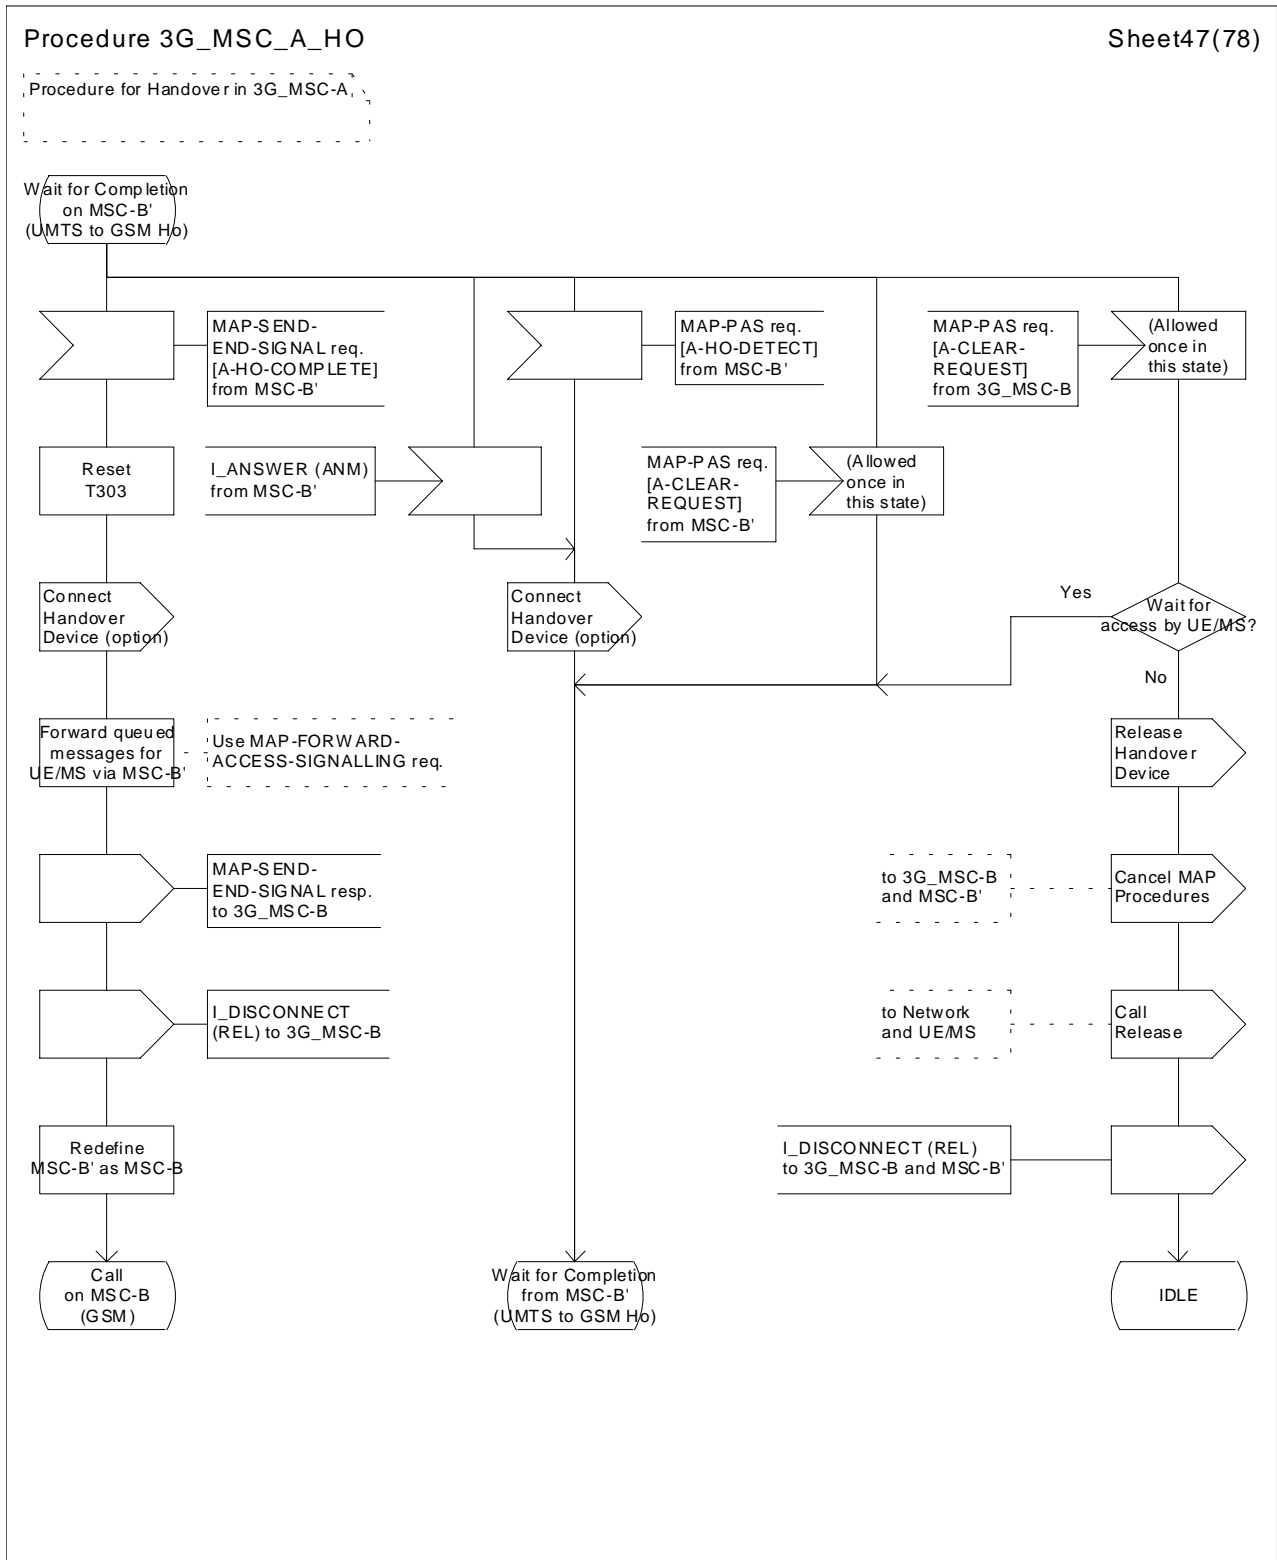 Procedure 3G_MSC_A_HO
Sheet47(78)
Procedure for Handover in 3G_MSC-A
Wait for Completion
on MSC-B'
(UMTS to GSM Ho)
MAP-SEND-
END-SIGNAL req.
[A-HO-COMPLETE]
from MSC-B'
MAP-PAS req.
[A-HO-DETECT]
from MSC-B'
MAP-PAS req.
[A-CLEAR-
REQUEST]
from 3G_MSC-B
(Allowed
once in
this state)
Reset
T303
I_ANSWER (ANM)
from MSC-B'
MAP-PAS req.
[A-CLEAR-
REQUEST]
from MSC-B'
(Allowed
once in
this state)
Connect
Handover
Device (option)
Connect
Handover
Device (option)
Yes
Wait for
access by UE/MS?
No
Forward queued
messages for
UE/MS via MSC-B'
Use MAP-FORWARD-
ACCESS-SIGNALLING req.
Release
Handover
Device
MAP-SEND-
END-SIGNAL resp.
to 3G_MSC-B
to 3G_MSC-B
and MSC-B'
Cancel MAP
Procedures
I_DISCONNECT
(REL) to 3G_MSC-B
to Network
and UE/MS
Call
Release
Redefine
MSC-B' as MSC-B
I_DISCONNECT (REL)
to 3G_MSC-B and MSC-B'
Call
on MSC-B
(GSM)
Wait for Completion
from MSC-B'
(UMTS to GSM Ho)
IDLE